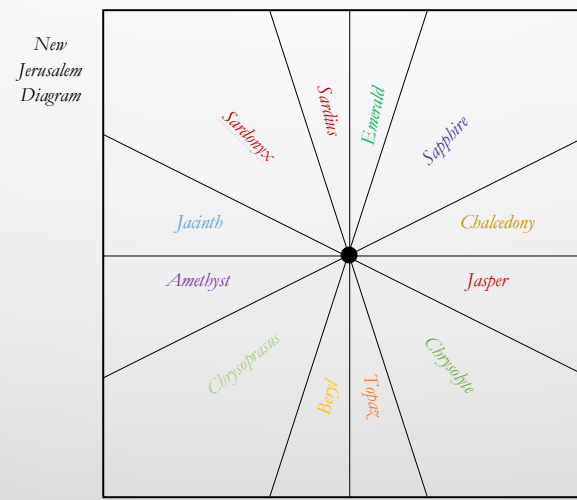 New
Jerusalem
Diagram
Sardonyx
Sardius
Emerald
Sapphire
Jacinth
Chalcedony
Amethyst
Jasper
Chrysoprasus
Beryl
Topaz
Chrysolyte